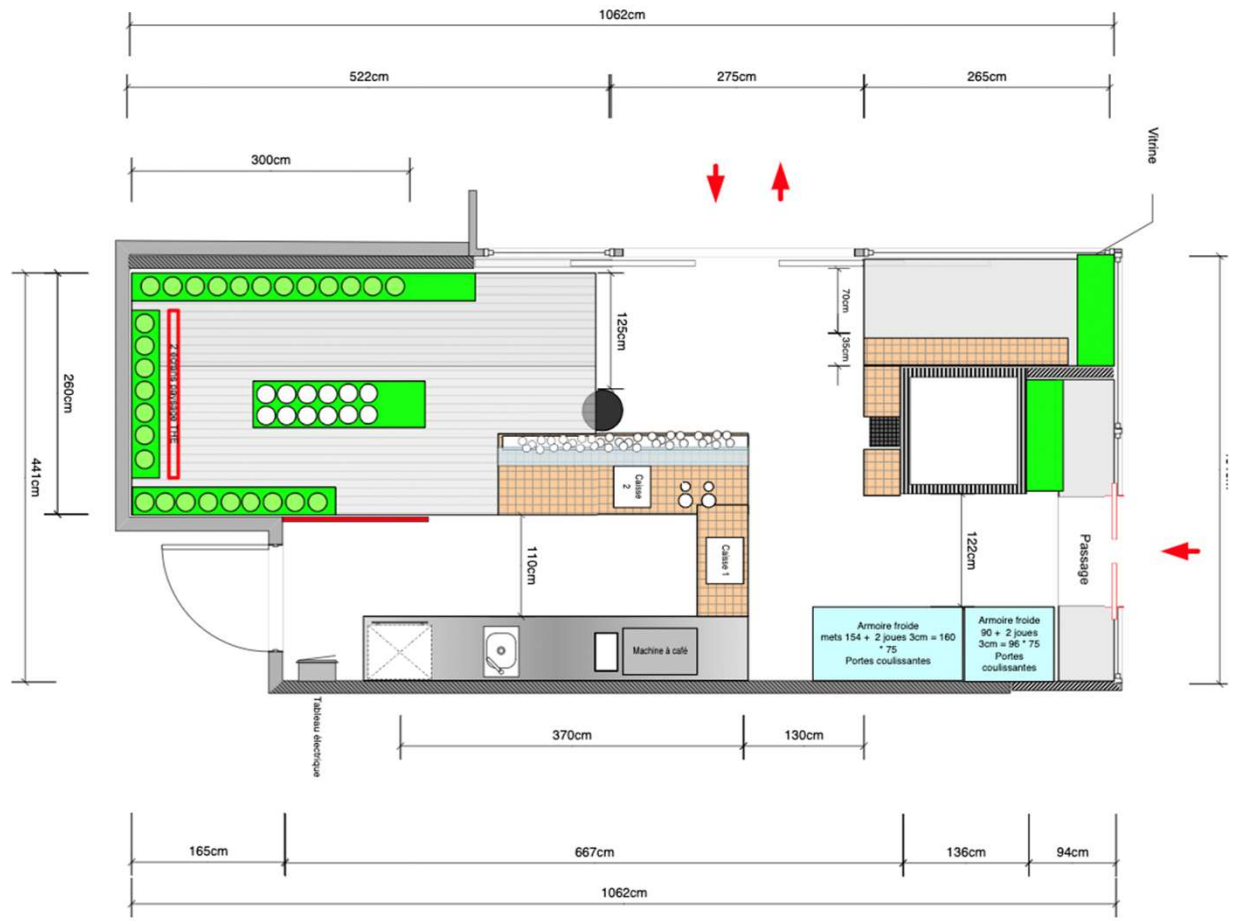 1062cm
522cm
275cm
265cm
300cm
Vitrine
70cm
35cm
125cm
260cm
441cm
Caisse
2
Caisse 1
110cm
122cm
Passage
Armoire froide
mets 154 + 2 joues 3cm = 160
* 75
Portes coulissantes
Armoire froide
90 + 2 joues
3cm = 96 * 75
Portes
coulissantes
Machine à café
Tableau électrique
370cm
130cm
165cm
667cm
136cm
94cm
1062cm